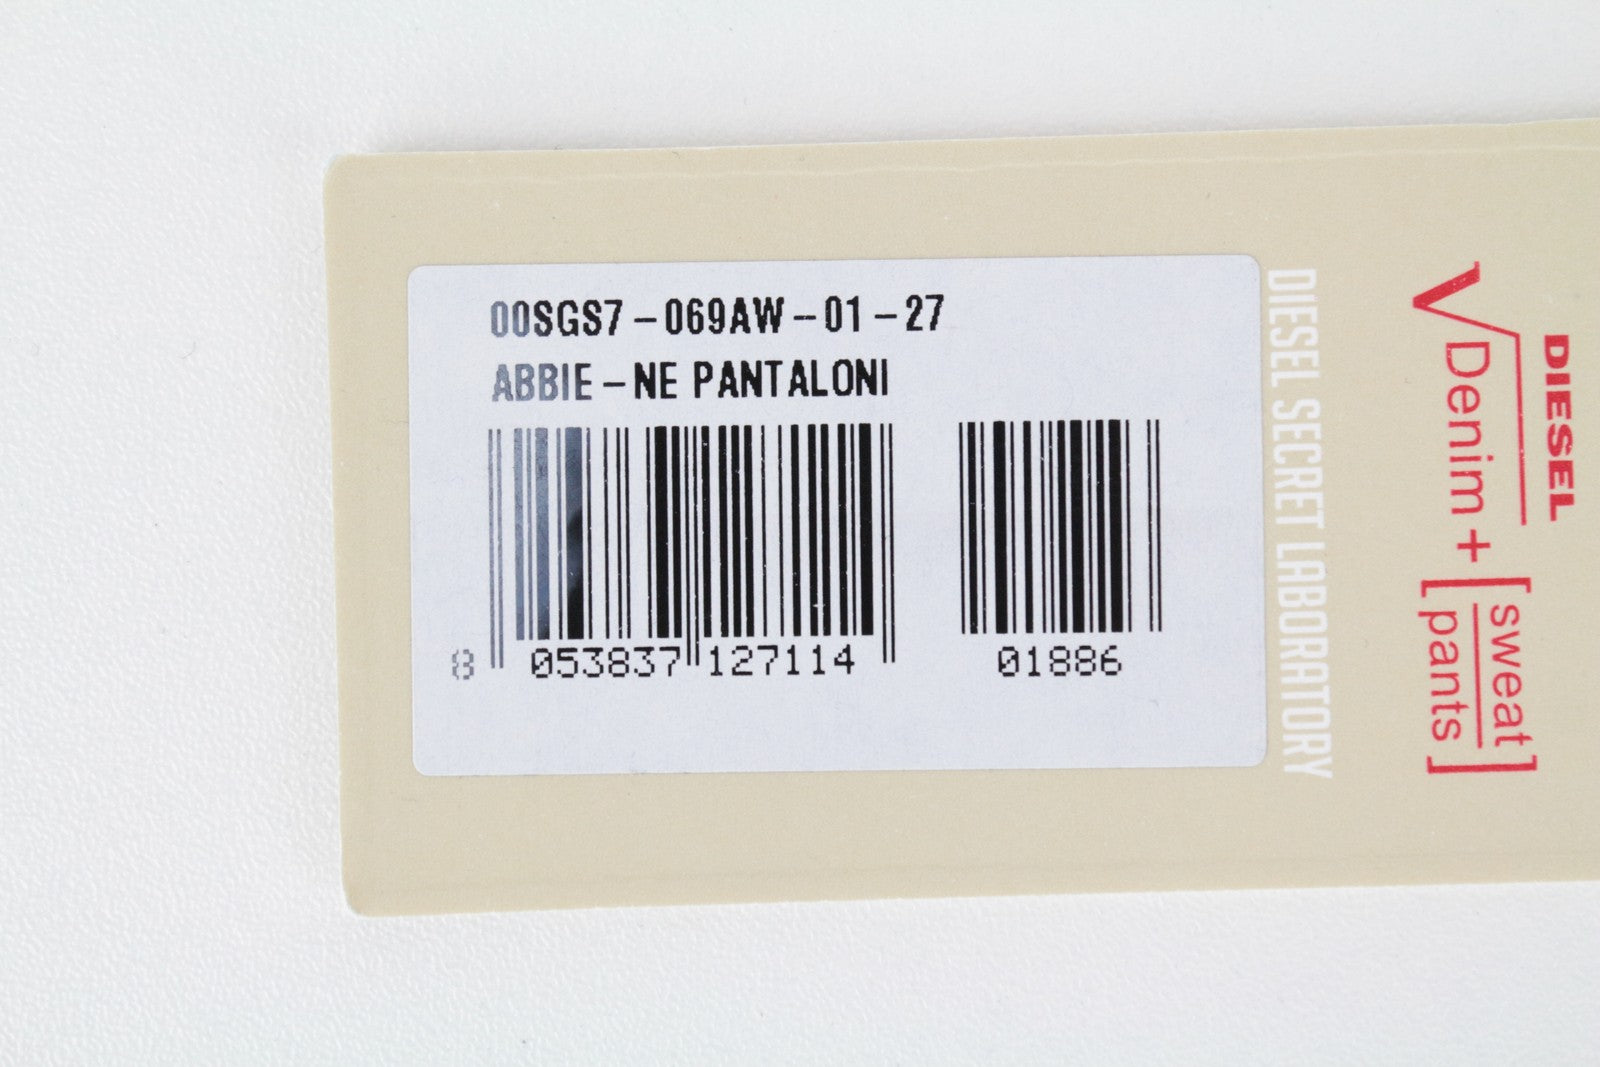 00SGS7-069AW-01-27
ABBIE-NE PANTALONI
8 053837 127114
01886
DIESEL SECRET LABORATORY
DIESEL
√Denim + [sweat
pants]